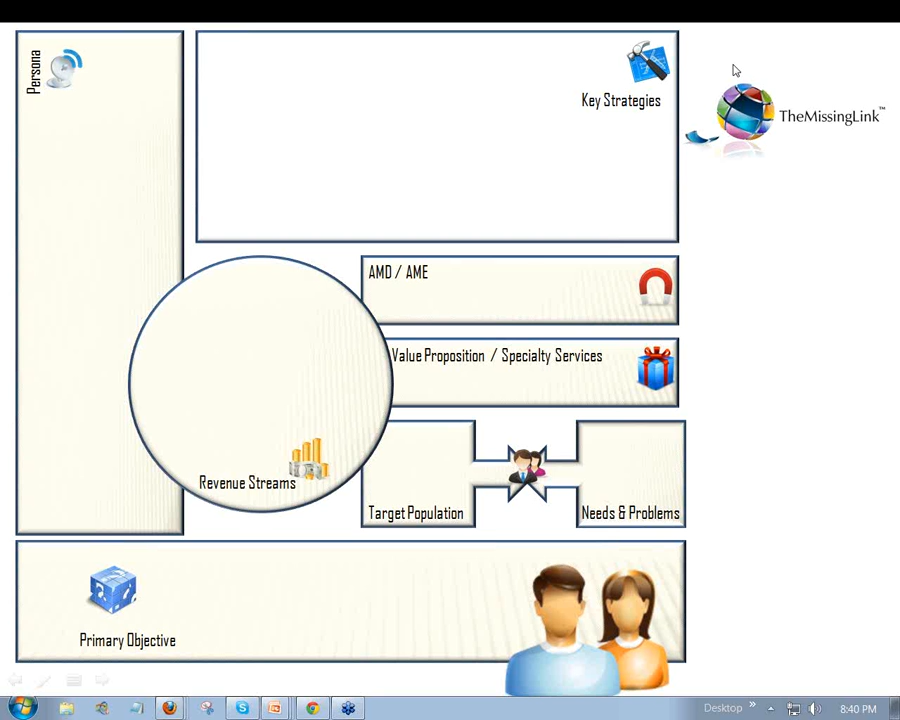 Persona
Key Strategies
TheMissingLink™
AMD / AME
Value Proposition / Specialty Services
Revenue Streams
Target Population
Needs & Problems
Primary Objective
Desktop
8:40 PM